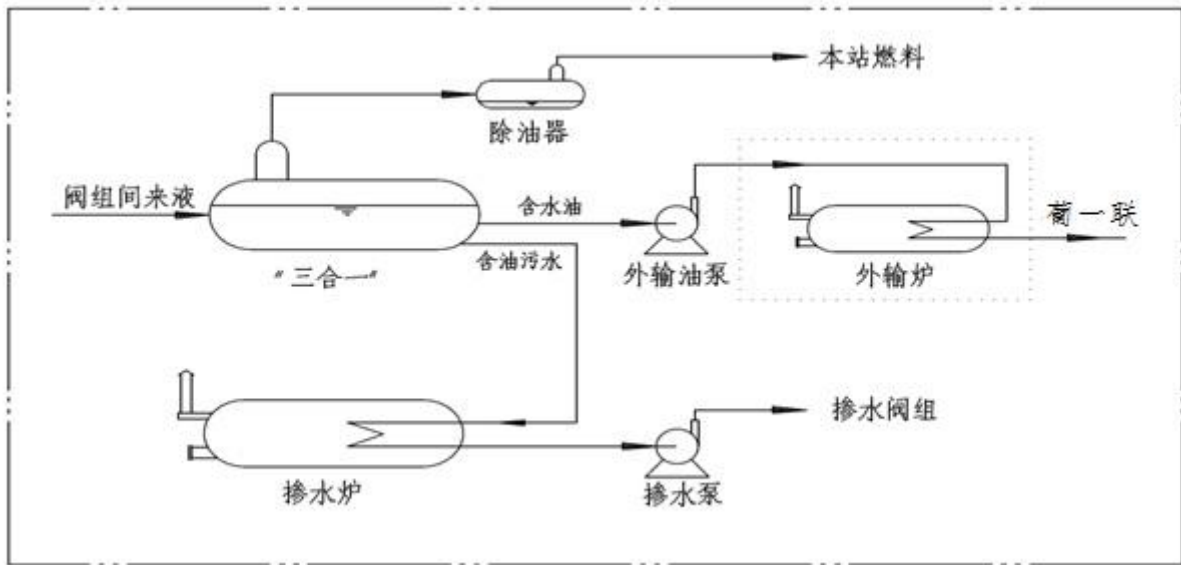 本站燃料
除油器
阀组间来液
含水油
葡一联
含油污水
"三合一"
外输油泵
外输炉
掺水阀组
掺水炉
掺水泵